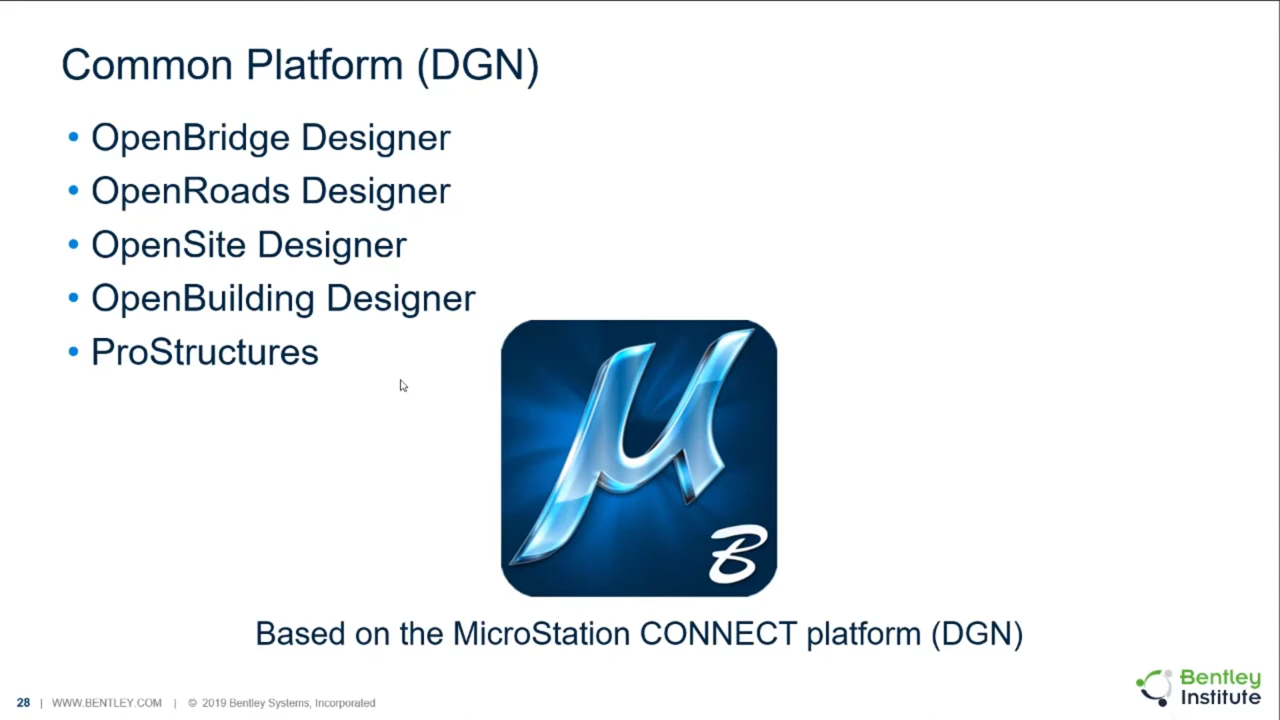 Common Platform (DGN)
• OpenBridge Designer
• OpenRoads Designer
• OpenSite Designer
• OpenBuilding Designer
• ProStructures
µ
B
Based on the MicroStation CONNECT platform (DGN)
28 | WWW.BENTLEY.COM | © 2019 Bentley Systems, Incorporated
Bentley
Institute